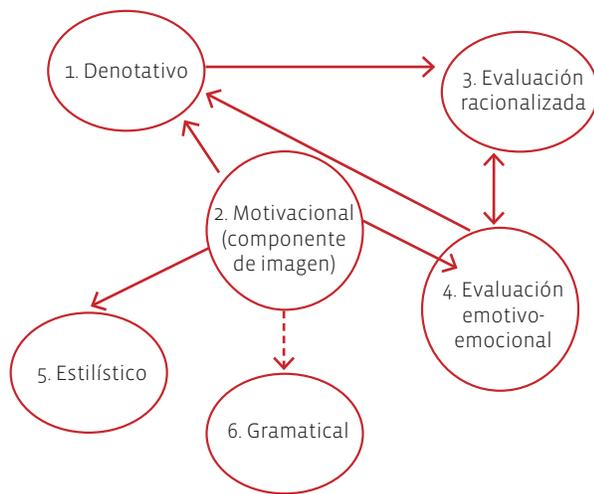 1. Denotativo
3. Evaluación
racionalizada
2. Motivacional
(componente
de imagen)
4. Evaluación
emotivo-
emocional
5. Estilístico
6. Gramatical